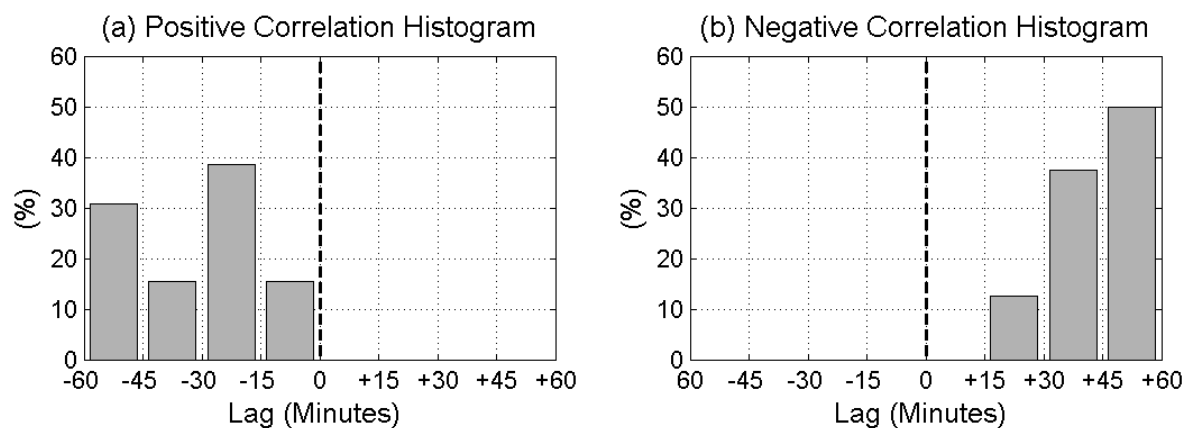 (a) Positive Correlation Histogram
60
50
40
30
20
10
0
(%)
-60 -45 -30 -15 0 +15 +30 +45 +60
Lag (Minutes)
(b) Negative Correlation Histogram
60
50
40
30
20
10
0
(%)
60 -45 -30 -15 0 +15 +30 +45 +60
Lag (Minutes)